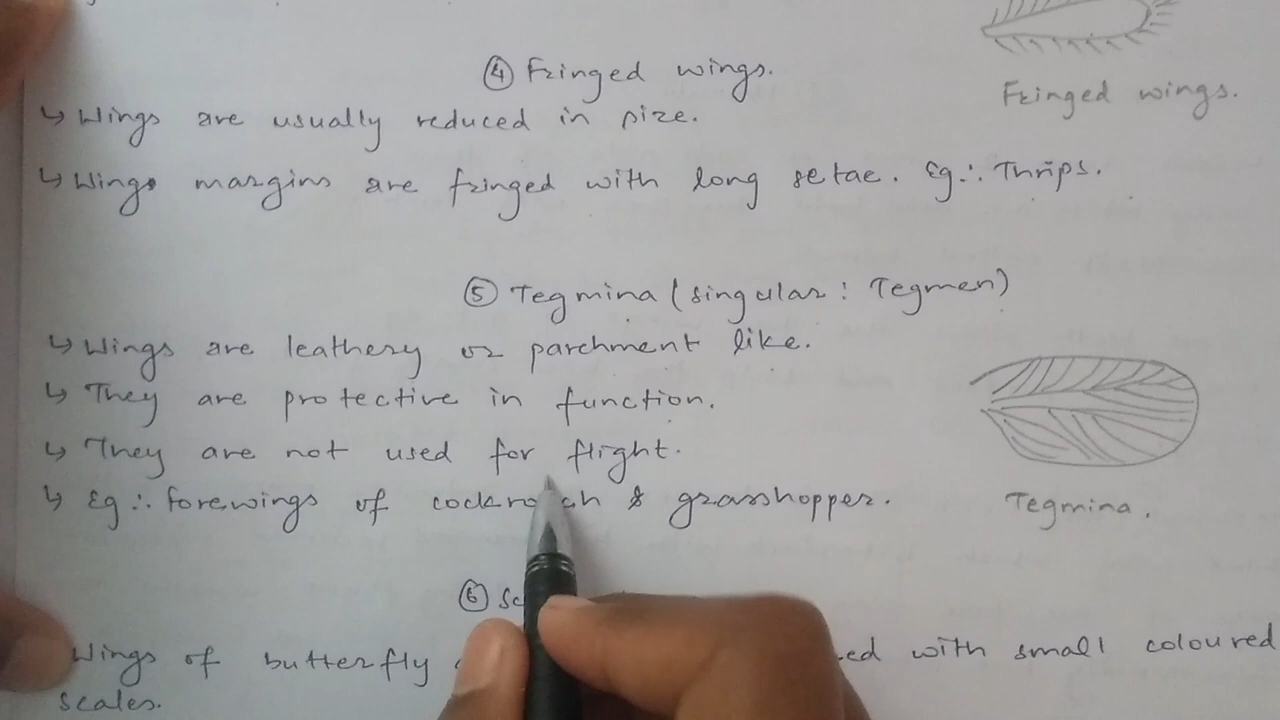 ④ Fringed wings.
Fringed wings.
↳ Wings are usually reduced in size.
↳ Wings margins are fringed with long setae. Eg:. Thrips.
⑤ Tegmina (singular: Tegmen)
↳ Wings are leathery or parchment like.
↳ They are protective in function.
↳ They are not used for flight.
↳ Eg:. forewings of cockroach & grasshopper.
Tegmina.
⑥
Wings of butterfly with small coloured
scales.